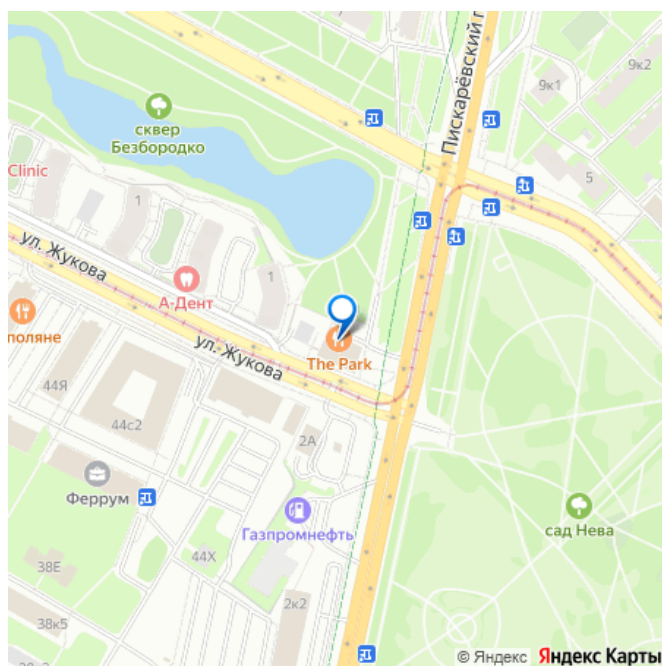 Пискарёвский п
9к2
9к1
5
сквер
Безбородко
Clinic
1
ул. Жукова
А-Дент
1
поляне
The Park
ул. Жукова
44Я
44с2
2А
Феррум
Газпромнефть
сад Нева
44Х
38Е
2к2
38к5
© Яндекс Яндекс Карты